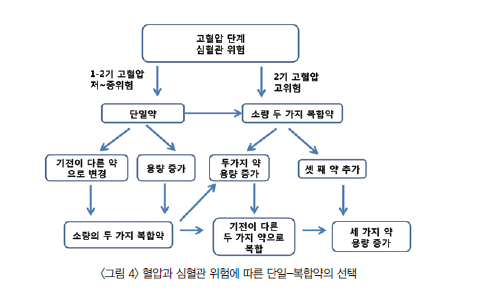 고혈압 단계
심혈관 위험
1-2기 고혈압
저~중위험
2기 고혈압
고위험
단일약
소량 두 가지 복합약
기전이 다른 약
으로 변경
용량 증가
두가지 약
용량 증가
셋 째 약 추가
소량의 두 가지 복합약
기전이 다른
두 가지 약으로
복합
세 가지 약
용량 증가
<그림 4> 혈압과 심혈관 위험에 따른 단일-복합약의 선택